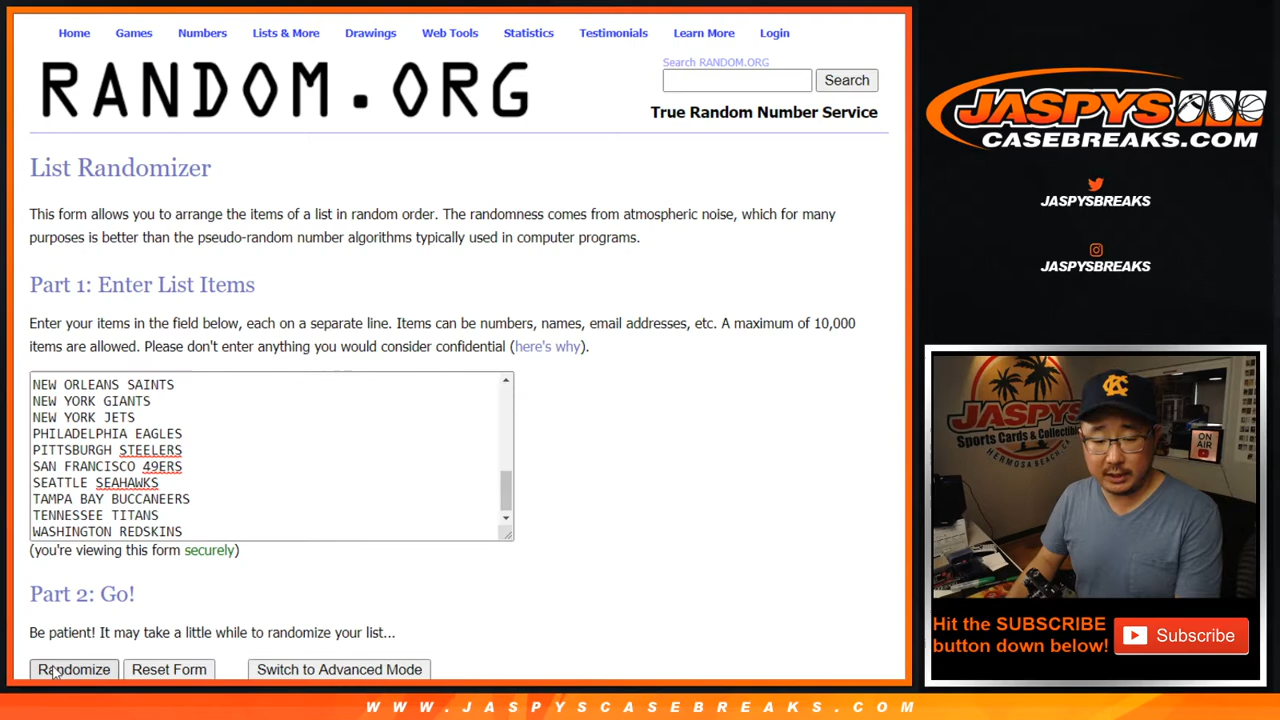 Home Games Numbers Lists & More Drawings Web Tools Statistics Testimonials Learn More Login
RANDOM.ORG
Search RANDOM.ORG
Search
True Random Number Service
List Randomizer
This form allows you to arrange the items of a list in random order. The randomness comes from atmospheric noise, which for many
purposes is better than the pseudo-random number algorithms typically used in computer programs.
Part 1: Enter List Items
Enter your items in the field below, each on a separate line. Items can be numbers, names, email addresses, etc. A maximum of 10,000
items are allowed. Please don't enter anything you would consider confidential (here's why).
NEW ORLEANS SAINTS
NEW YORK GIANTS
NEW YORK JETS
PHILADELPHIA EAGLES
PITTSBURGH STEELERS
SAN FRANCISCO 49ERS
SEATTLE SEAHAWKS
TAMPA BAY BUCCANEERS
TENNESSEE TITANS
WASHINGTON REDSKINS
(you're viewing this form securely)
Part 2: Go!
Be patient! It may take a little while to randomize your list...
Randomize Reset Form Switch to Advanced Mode
JASPYS
CASEBREAKS.COM
JASPYSBREAKS
JASPYSBREAKS
JASPYS
Sports Cards & Collectib
HERMOSA BEACH
KC
ON
AIR
Hit the SUBSCRIBE
button down below!
Subscribe
WWW.JASPYSCASEBREAKS.COM